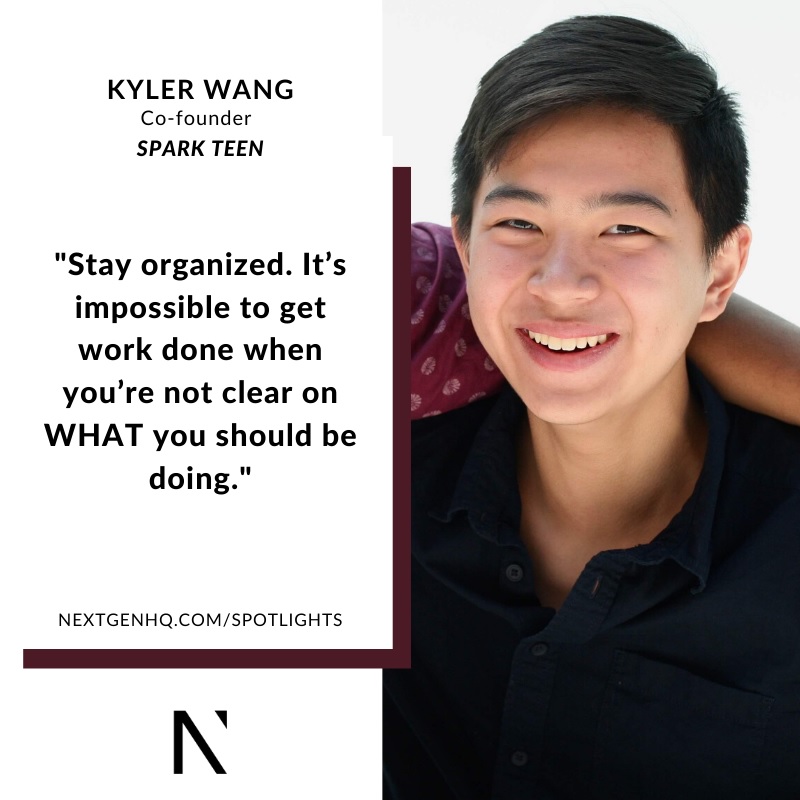 KYLER WANG
Co-founder
SPARK TEEN
"Stay organized. It’s
impossible to get
work done when
you’re not clear on
WHAT you should be
doing."
NEXTGENHQ.COM/SPOTLIGHTS
N